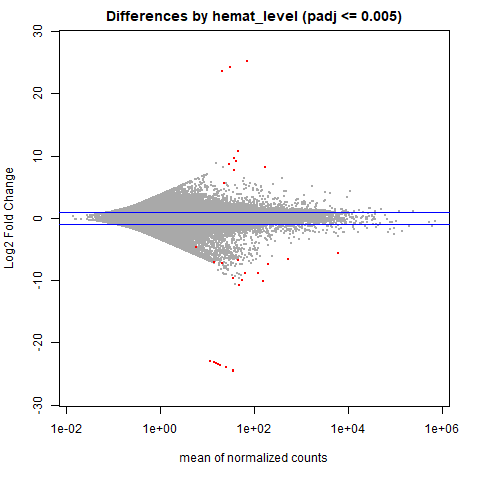 Differences by hemat_level (padj <= 0.005)
Log2 Fold Change
30
20
10
0
-10
-20
-30
1e-02
1e+00
1e+02
1e+04
1e+06
mean of normalized counts